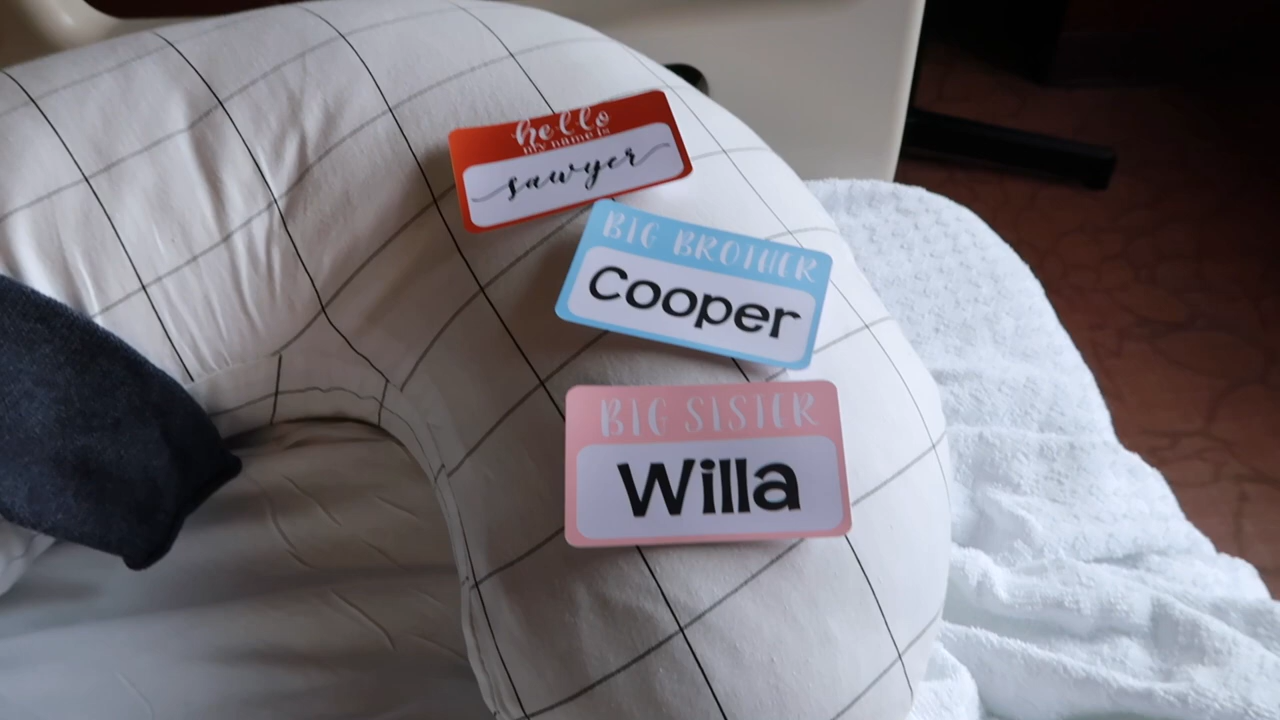 hello
my name is
sawyer
BIG BROTHER
Cooper
BIG SISTER
Willa